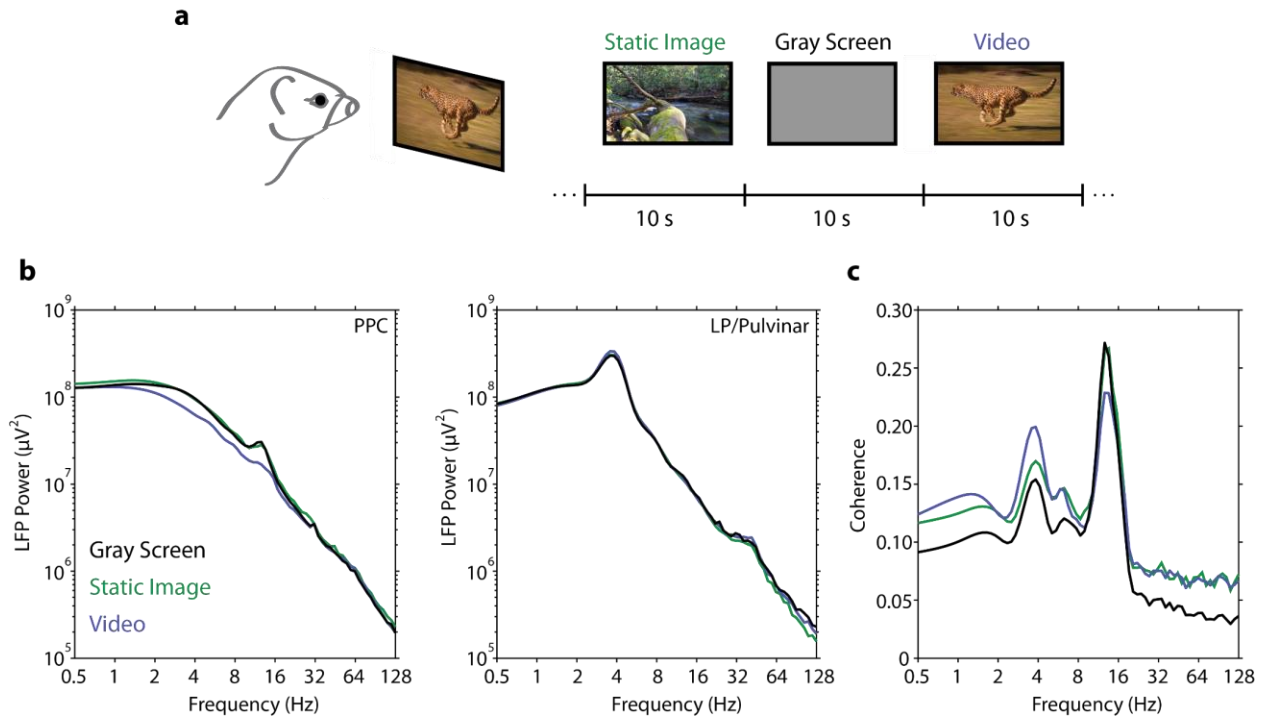 a
Static Image
Gray Screen
Video
... ...
10 s
10 s
10 s
b
10⁹
10⁸
10⁷
10⁶
10⁵
LFP Power (µV²)
PPC
Gray Screen
Static Image
Video
0.5 1 2 4 8 16 32 64 128
Frequency (Hz)
10⁹
10⁸
10⁷
10⁶
10⁵
LFP Power (µV²)
LP/Pulvinar
0.5 1 2 4 8 16 32 64 128
Frequency (Hz)
c
0.30
0.25
0.20
0.15
0.10
0.05
0
Coherence
0.5 1 2 4 8 16 32 64 128
Frequency (Hz)